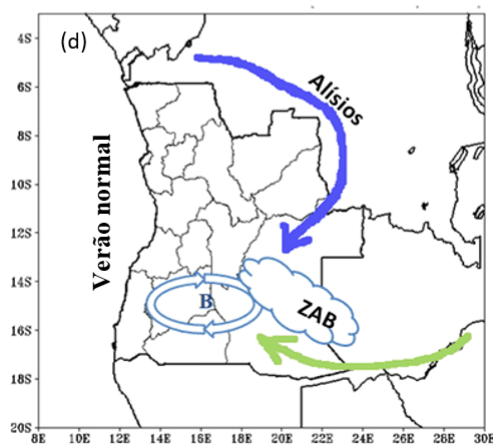 (d)
Alísios
Verão normal
B
ZAB
4S
6S
8S
10S
12S
14S
16S
18S
20S
8E 10E 12E 14E 16E 18E 20E 22E 24E 26E 28E 30E